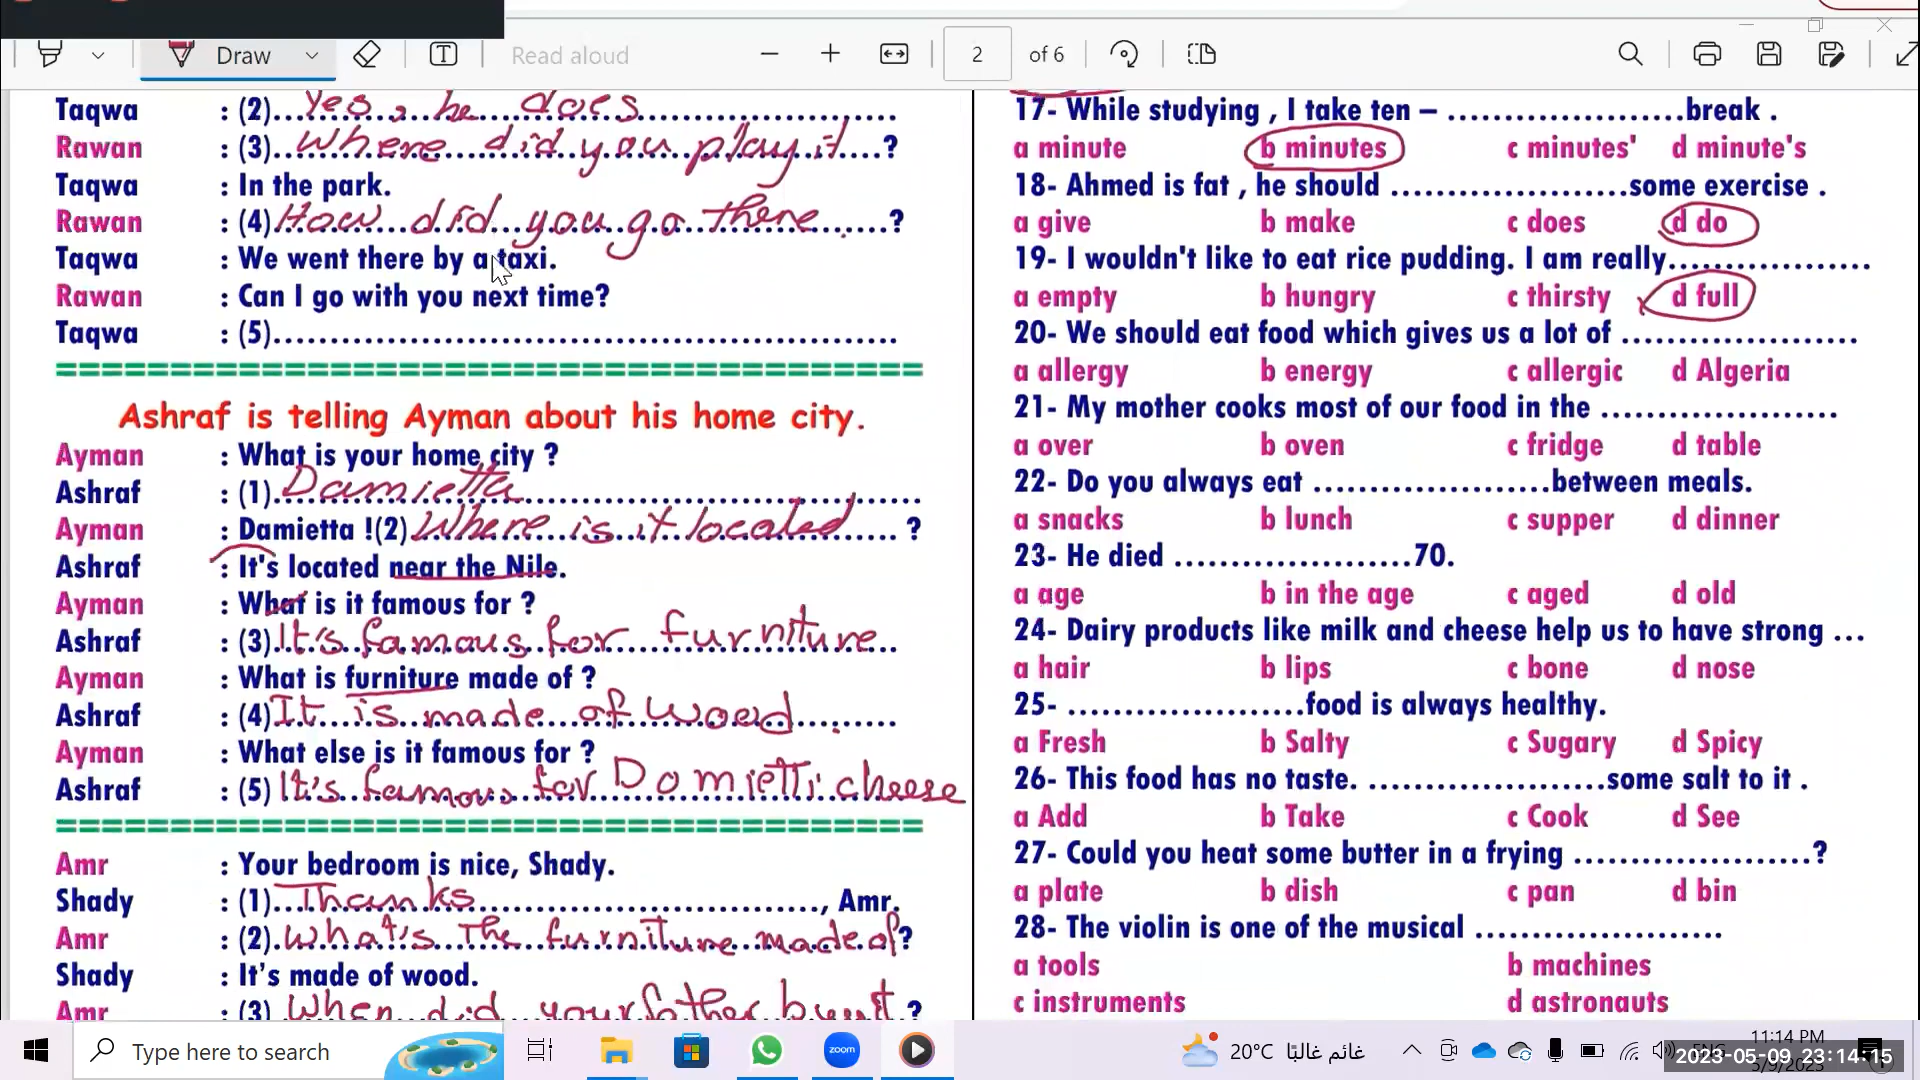 Draw
Read aloud
2 of 6
Taqwa : (2) Yes, he does
Rawan : (3) Where did you play it ?
Taqwa : In the park.
Rawan : (4) How did you go there. ?
Taqwa : We went there by a taxi.
Rawan : Can I go with you next time?
Taqwa : (5)
Ashraf is telling Ayman about his home city.
Ayman : What is your home city ?
Ashraf : (1) Damietta
Ayman : Damietta !(2) Where is it located ?
Ashraf : It's located near the Nile.
Ayman : What is it famous for ?
Ashraf : (3) It's famous for furniture
Ayman : What is furniture made of ?
Ashraf : (4) It is made of wood.
Ayman : What else is it famous for ?
Ashraf : (5) It's famous for Domietti cheese
Amr : Your bedroom is nice, Shady.
Shady : (1) Thanks , Amr.
Amr : (2) What's The furniture made of ?
Shady : It's made of wood.
Amr : (3) When did your father buy it ?
17- While studying , I take ten – ......................break .
a minute b minutes c minutes' d minute's
18- Ahmed is fat , he should ......................some exercise .
a give b make c does d do
19- I wouldn't like to eat rice pudding. I am really...................
a empty b hungry c thirsty d full
20- We should eat food which gives us a lot of ......................
a allergy b energy c allergic d Algeria
21- My mother cooks most of our food in the ......................
a over b oven c fridge d table
22- Do you always eat ......................between meals.
a snacks b lunch c supper d dinner
23- He died ......................70.
a age b in the age c aged d old
24- Dairy products like milk and cheese help us to have strong ...
a hair b lips c bone d nose
25- ......................food is always healthy.
a Fresh b Salty c Sugary d Spicy
26- This food has no taste. ......................some salt to it .
a Add b Take c Cook d See
27- Could you heat some butter in a frying ......................?
a plate b dish c pan d bin
28- The violin is one of the musical ......................
a tools b machines
c instruments d astronauts
Type here to search
zoom
20°C غائم غالبًا
11:14 PM
2023-05-09 23:14:15